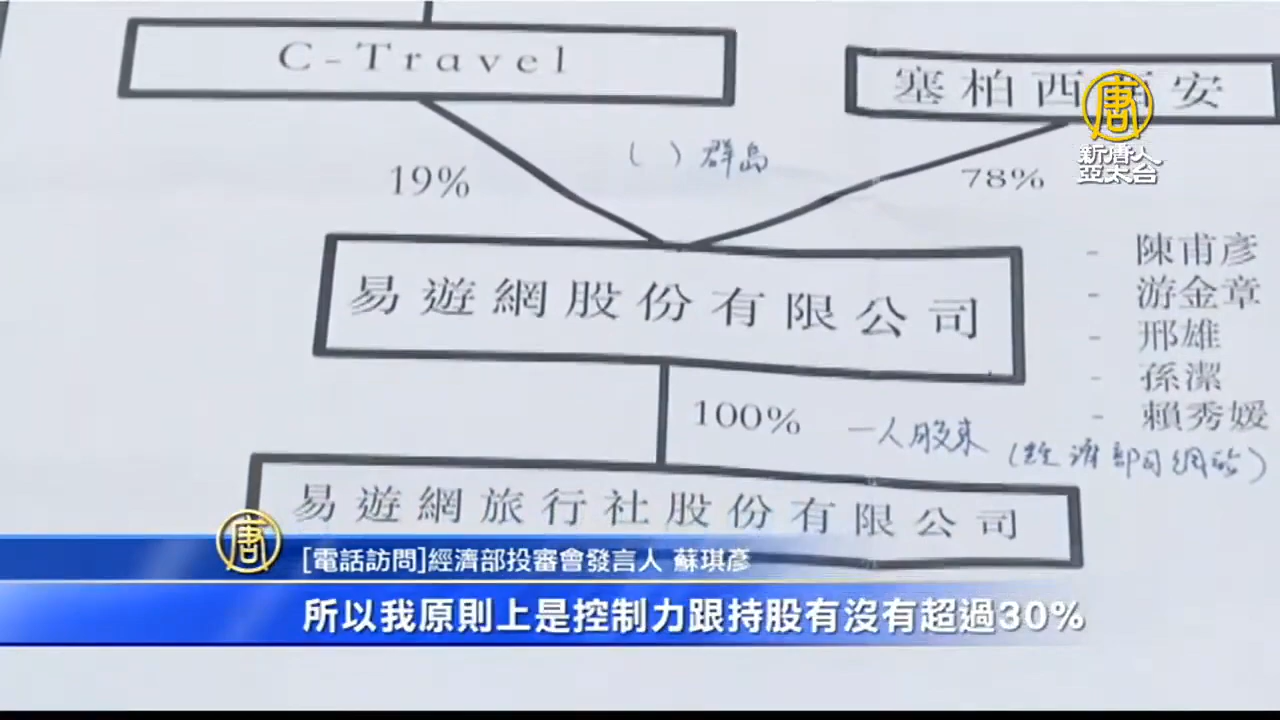 C-Travel
塞柏西
安
唐
新唐人
亞太台
( ) 群島
19%
78%
易遊網股份有限公司
- 陳甫彥
- 游金章
- 邢雄
- 孫潔
- 賴秀媛
100%
一人股東
(經濟部司網站)
易遊網旅行社股份有限公司
唐
[電話訪問]經濟部投審會發言人 蘇琪彥
所以我原則上是控制力跟持股有沒有超過30%